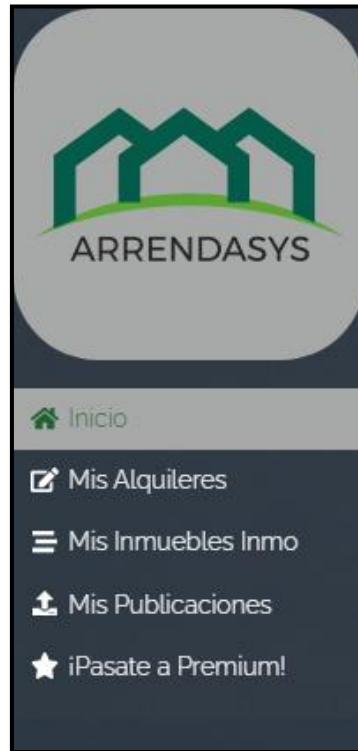 ARRENDASYS
Inicio
Mis Alquileres
Mis Inmuebles Inmo
Mis Publicaciones
¡Pasate a Premium!